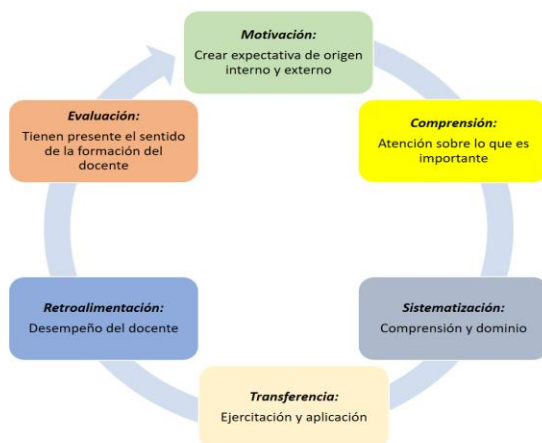 Motivación:
Crear expectativa de origen
interno y externo
Comprensión:
Atención sobre lo que es
importante
Sistematización:
Comprensión y dominio
Transferencia:
Ejercitación y aplicación
Retroalimentación:
Desempeño del docente
Evaluación:
Tienen presente el sentido
de la formación del
docente